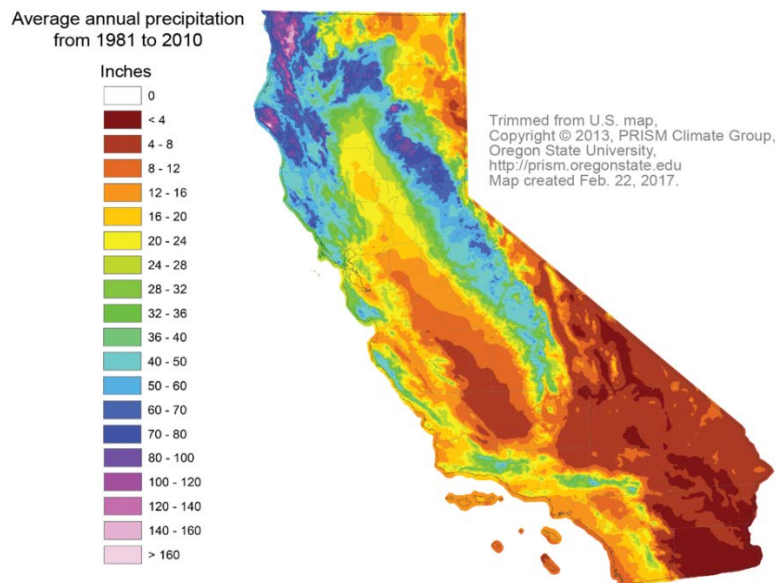 Average annual precipitation
from 1981 to 2010
Inches
0
< 4
4 - 8
8 - 12
12 - 16
16 - 20
20 - 24
24 - 28
28 - 32
32 - 36
36 - 40
40 - 50
50 - 60
60 - 70
70 - 80
80 - 100
100 - 120
120 - 140
140 - 160
> 160
Trimmed from U.S. map,
Copyright © 2013, PRISM Climate Group,
Oregon State University,
http://prism.oregonstate.edu
Map created Feb. 22, 2017.